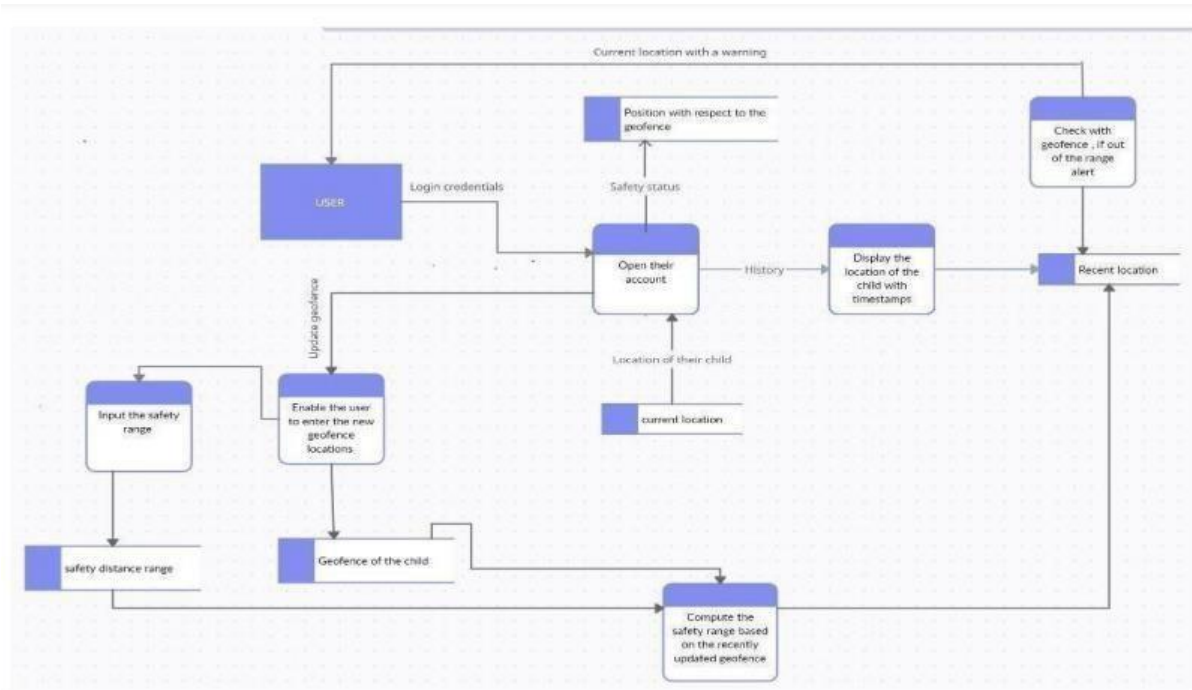 Current location with a warning
Position with respect to the
geofence
Check with
geofence , if out
of the range
alert
Login credentials
Safety status
USER
Open their
account
History
Display the
location of the
child with
timestamps
Recent location
Update geofence
Location of their child
Input the safety
range
Enable the user
to enter the new
geofence
locations
current location
safety distance range
Geofence of the child
Compute the
safety range based
on the recently
updated geofence